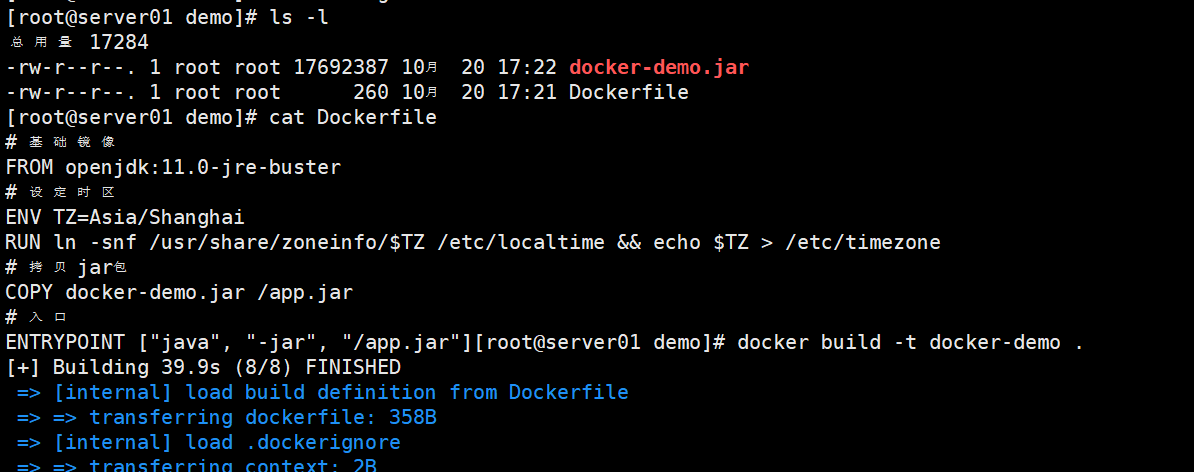 [root@server01 demo]# ls -l
总用量 17284
-rw-r--r--. 1 root root 17692387 10月  20 17:22 docker-demo.jar
-rw-r--r--. 1 root root      260 10月  20 17:21 Dockerfile
[root@server01 demo]# cat Dockerfile
# 基础镜像
FROM openjdk:11.0-jre-buster
# 设定时区
ENV TZ=Asia/Shanghai
RUN ln -snf /usr/share/zoneinfo/$TZ /etc/localtime && echo $TZ > /etc/timezone
# 拷贝jar包
COPY docker-demo.jar /app.jar
# 入口
ENTRYPOINT ["java", "-jar", "/app.jar"][root@server01 demo]# docker build -t docker-demo .
[+] Building 39.9s (8/8) FINISHED
=> [internal] load build definition from Dockerfile
=> => transferring dockerfile: 358B
=> [internal] load .dockerignore
=> => transferring context: 2B